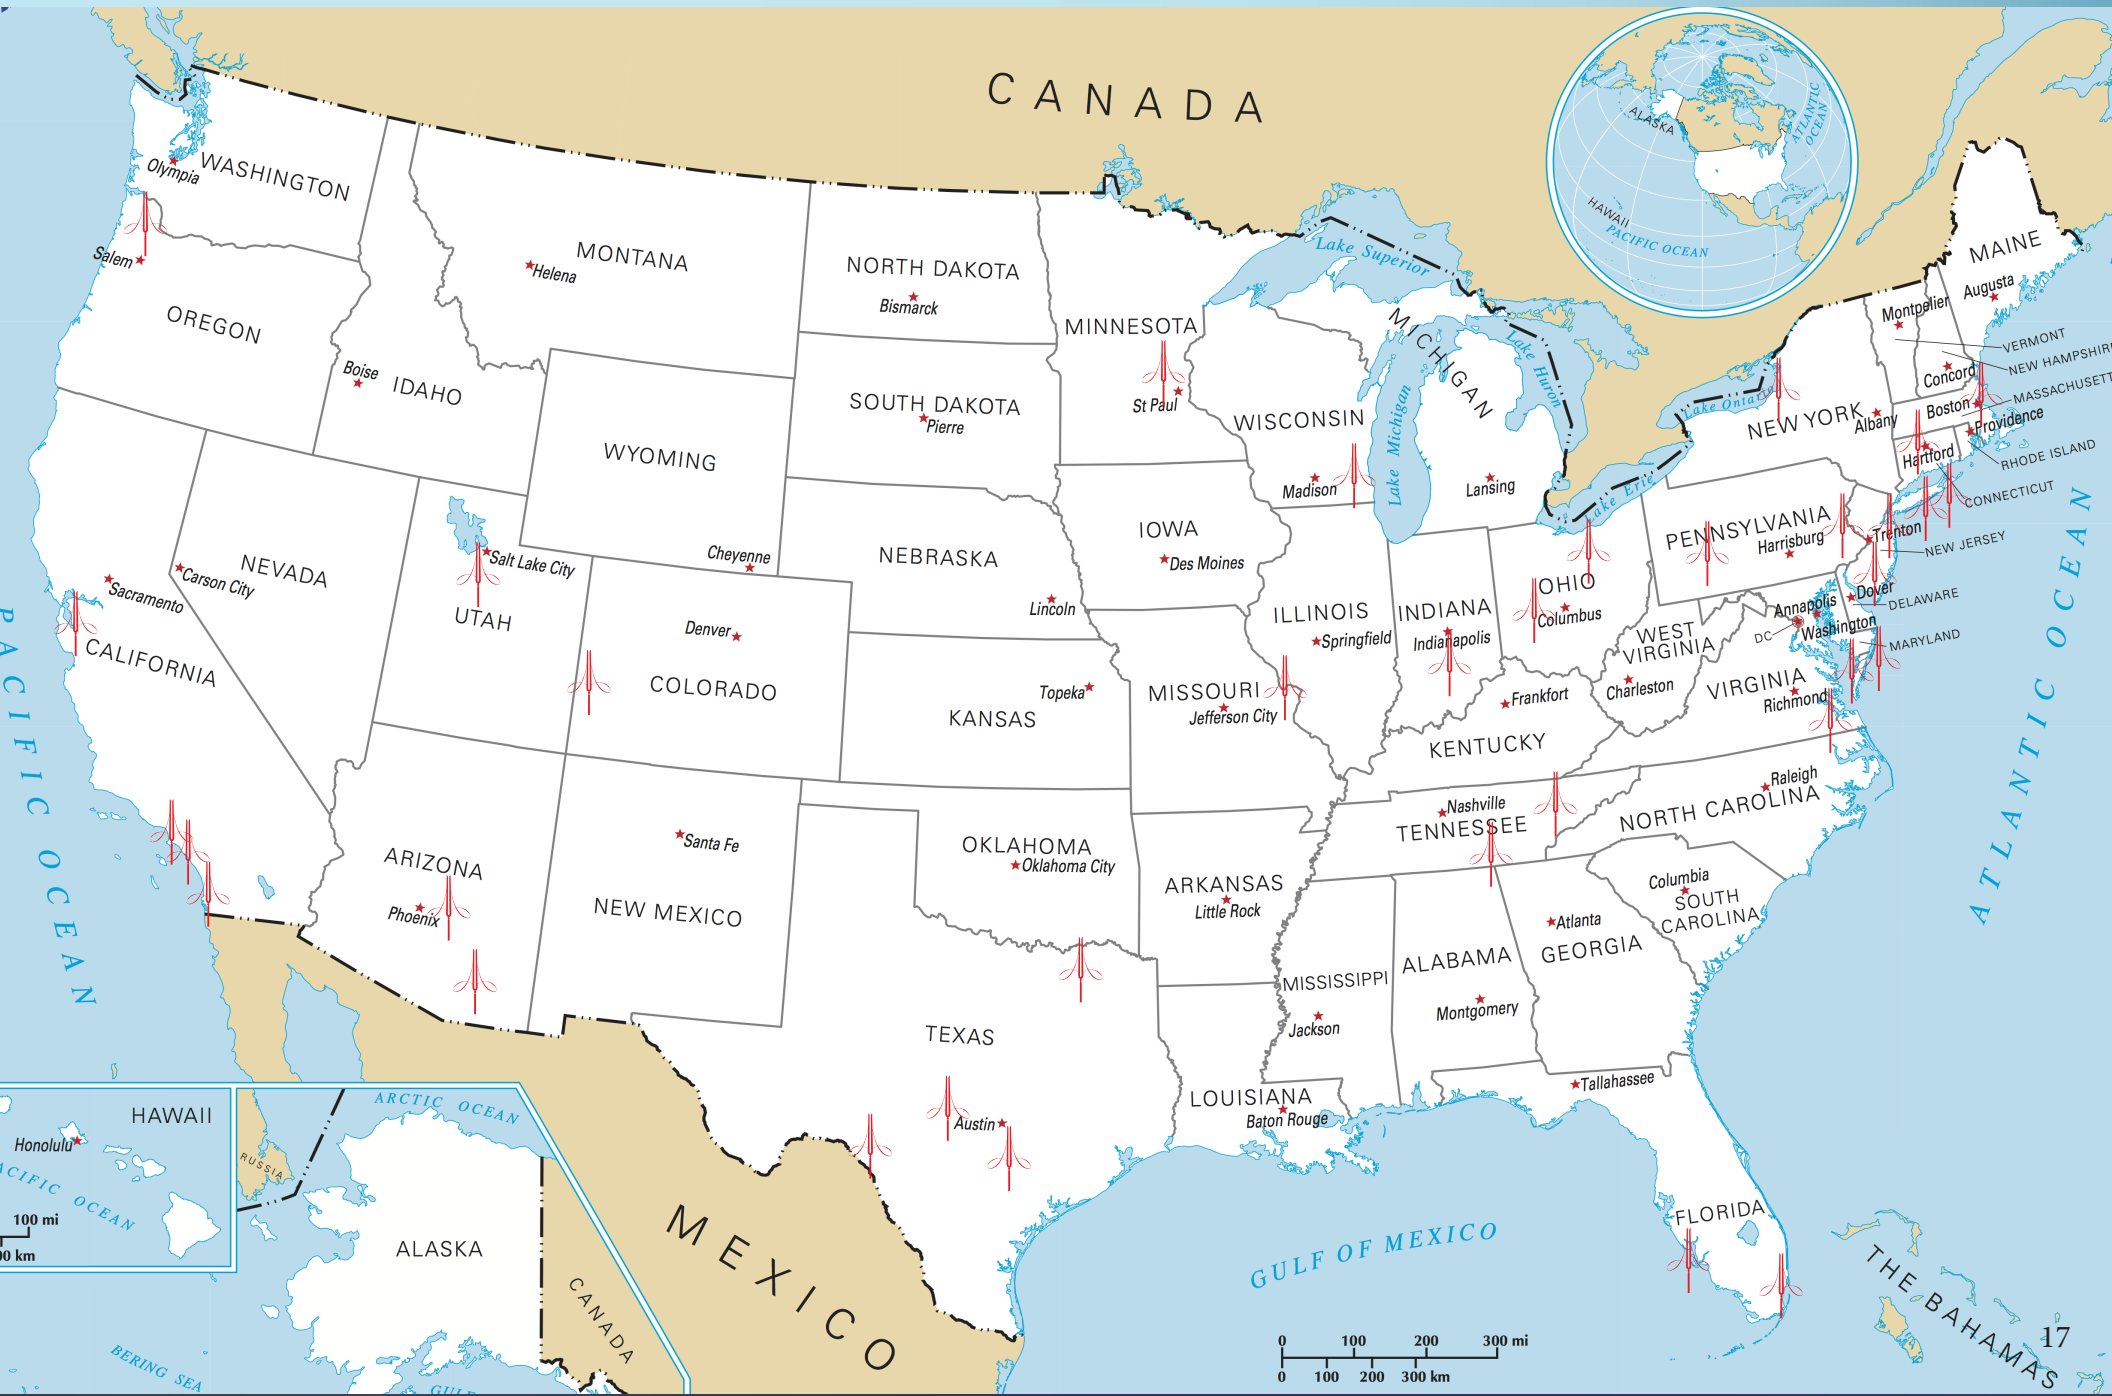 CANADA
ALASKA
ATLANTIC
OCEAN
HAWAII
PACIFIC OCEAN
Olympia
WASHINGTON
Salem
OREGON
Boise
IDAHO
MONTANA
Helena
NORTH DAKOTA
Bismarck
SOUTH DAKOTA
Pierre
MINNESOTA
St Paul
Lake Superior
MICHIGAN
Lake Huron
Lake Michigan
WISCONSIN
Madison
Lansing
Lake Ontario
Lake Erie
MAINE
Augusta
Montpelier
VERMONT
NEW HAMPSHIRE
Concord
MASSACHUSETT
Boston
Providence
NEW YORK
Albany
Hartford
RHODE ISLAND
CONNECTICUT
WYOMING
Cheyenne
NEBRASKA
Lincoln
IOWA
Des Moines
PENNSYLVANIA
Harrisburg
Trenton
NEW JERSEY
Dover
DELAWARE
Annapolis
Washington
DC
MARYLAND
NEVADA
Carson City
Sacramento
CALIFORNIA
Salt Lake City
UTAH
Denver
COLORADO
Topeka
KANSAS
MISSOURI
Jefferson City
ILLINOIS
Springfield
INDIANA
Indianapolis
OHIO
Columbus
WEST
VIRGINIA
Charleston
VIRGINIA
Richmond
Frankfort
KENTUCKY
Nashville
TENNESSEE
Raleigh
NORTH CAROLINA
Columbia
SOUTH
CAROLINA
ARIZONA
Phoenix
Santa Fe
NEW MEXICO
OKLAHOMA
Oklahoma City
ARKANSAS
Little Rock
MISSISSIPPI
Jackson
ALABAMA
Montgomery
Atlanta
GEORGIA
TEXAS
Austin
LOUISIANA
Baton Rouge
Tallahassee
FLORIDA
PACIFIC OCEAN
ATLANTIC OCEAN
GULF OF MEXICO
MEXICO
THE BAHAMAS
HAWAII
Honolulu
ACIFIC OCEAN
100 mi
00 km
ARCTIC OCEAN
RUSSIA
ALASKA
CANADA
BERING SEA
GULF
0 100 200 300 mi
0 100 200 300 km
17